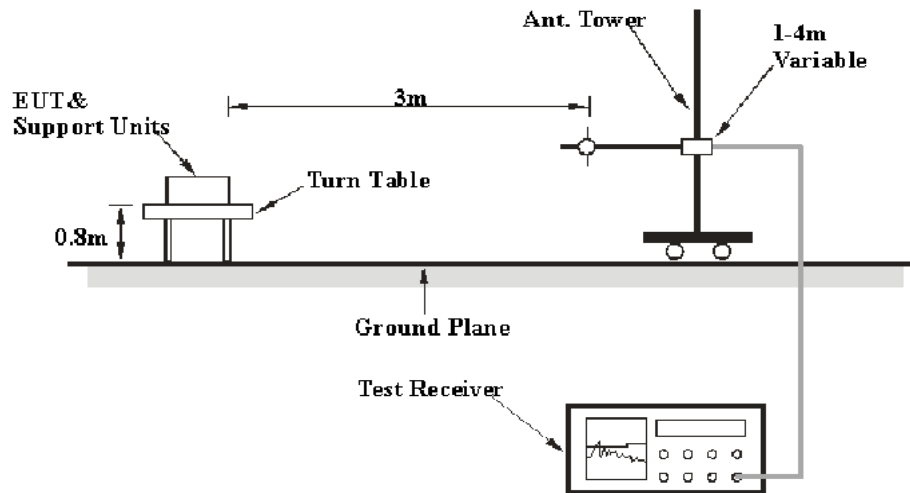 Ant. Tower
1-4m
Variable
3m
EUT&
Support Units
Turn Table
0.8m
Ground Plane
Test Receiver